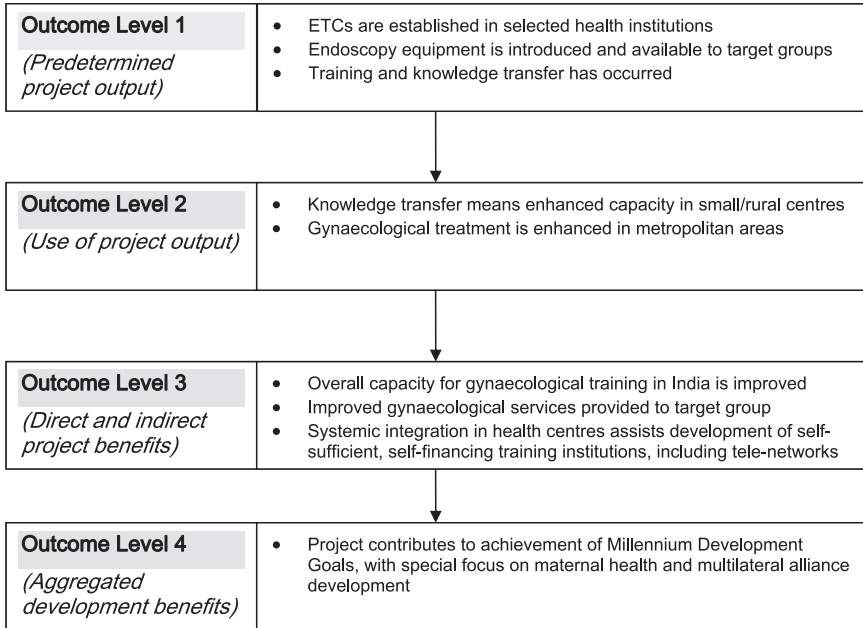 Outcome Level 1
(Predetermined
project output)
• ETCs are established in selected health institutions
• Endoscopy equipment is introduced and available to target groups
• Training and knowledge transfer has occurred
Outcome Level 2
(Use of project output)
• Knowledge transfer means enhanced capacity in small/rural centres
• Gynaecological treatment is enhanced in metropolitan areas
Outcome Level 3
(Direct and indirect
project benefits)
• Overall capacity for gynaecological training in India is improved
• Improved gynaecological services provided to target group
• Systemic integration in health centres assists development of self-
sufficient, self-financing training institutions, including tele-networks
Outcome Level 4
(Aggregated
development benefits)
• Project contributes to achievement of Millennium Development
Goals, with special focus on maternal health and multilateral alliance
development